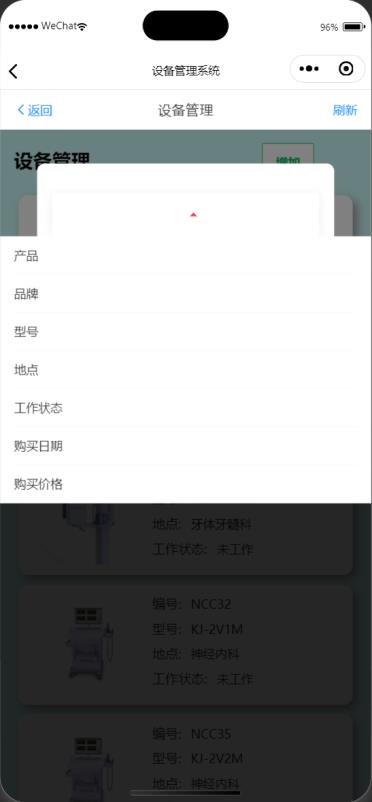 WeChat
96%
设备管理系统
返回
设备管理
刷新
设备管理
增加
产品
品牌
型号
地点
工作状态
购买日期
购买价格
地点：牙体牙髓科
工作状态：未工作
编号：NCC32
型号：KJ-2V1M
地点：神经内科
工作状态：未工作
编号：NCC35
型号：KJ-2V2M
地点：神经内科